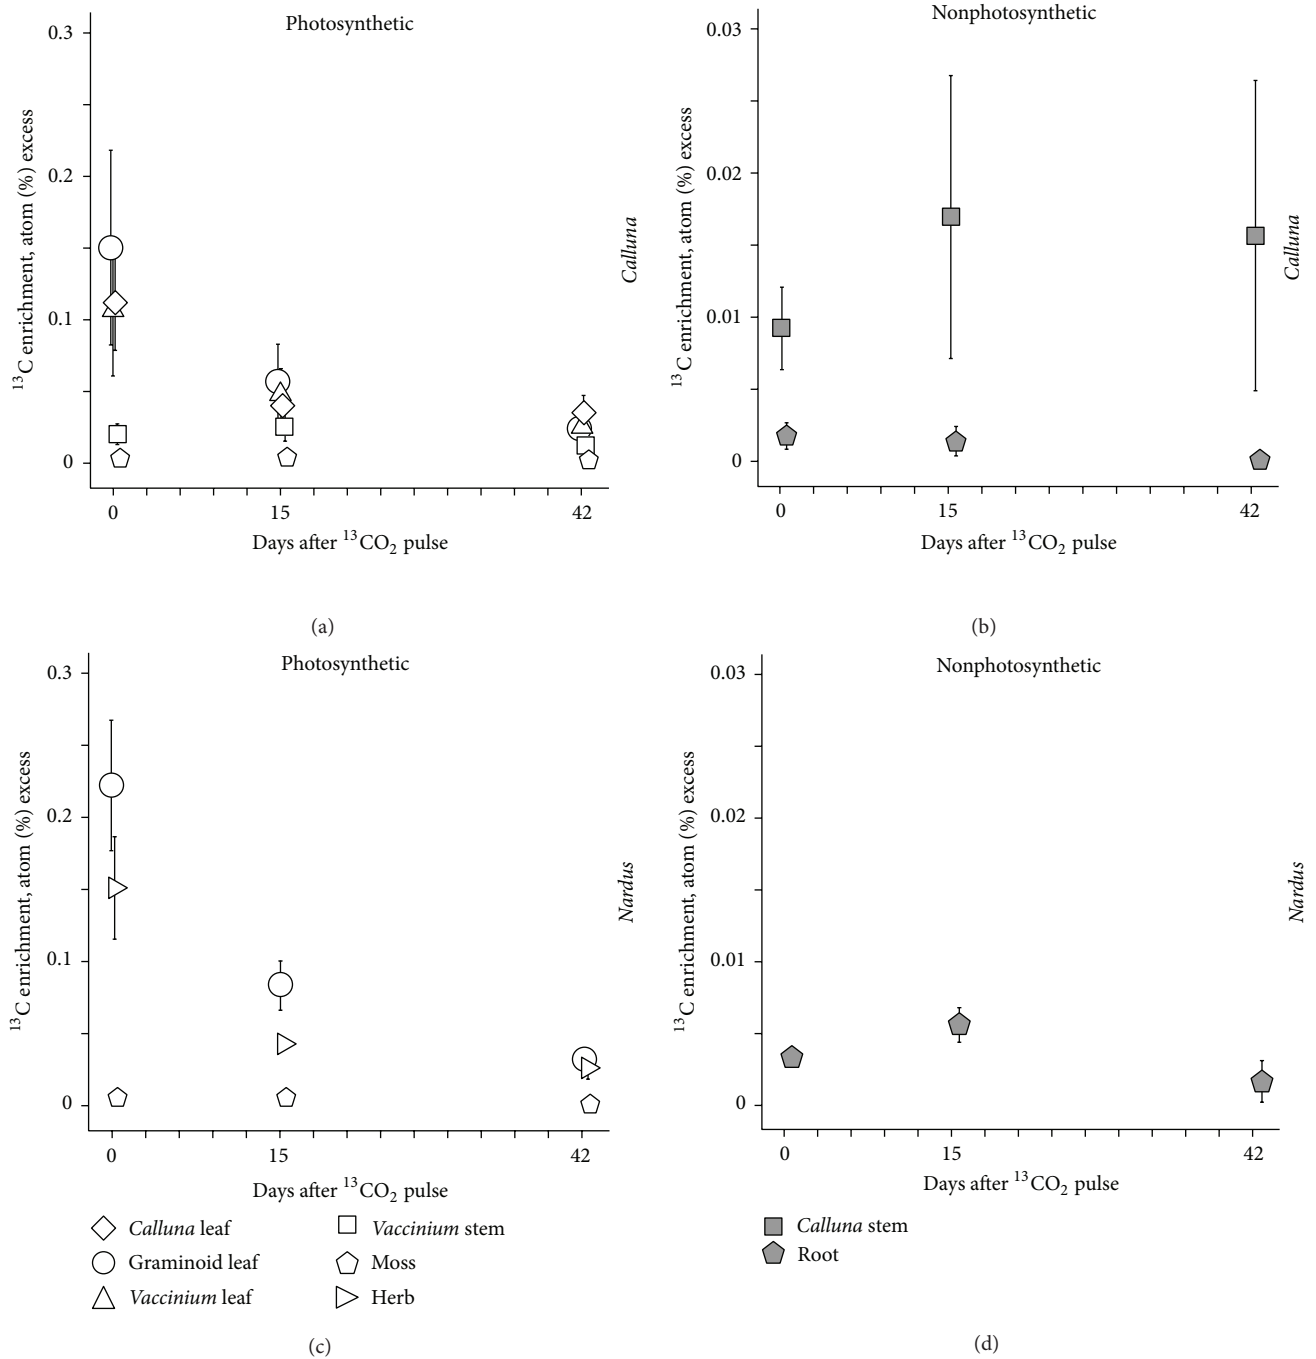 Photosynthetic
0.3
0.2
0.1
0
¹³C enrichment, atom (%) excess
Calluna
0 15 42
Days after ¹³CO₂ pulse
(a)
Nonphotosynthetic
0.03
0.02
0.01
0
¹³C enrichment, atom (%) excess
Calluna
0 15 42
Days after ¹³CO₂ pulse
(b)
Photosynthetic
0.3
0.2
0.1
0
¹³C enrichment, atom (%) excess
Nardus
0 15 42
Days after ¹³CO₂ pulse
Calluna leaf
Graminoid leaf
Vaccinium leaf
Vaccinium stem
Moss
Herb
(c)
Nonphotosynthetic
0.03
0.02
0.01
0
¹³C enrichment, atom (%) excess
Nardus
0 15 42
Days after ¹³CO₂ pulse
Calluna stem
Root
(d)